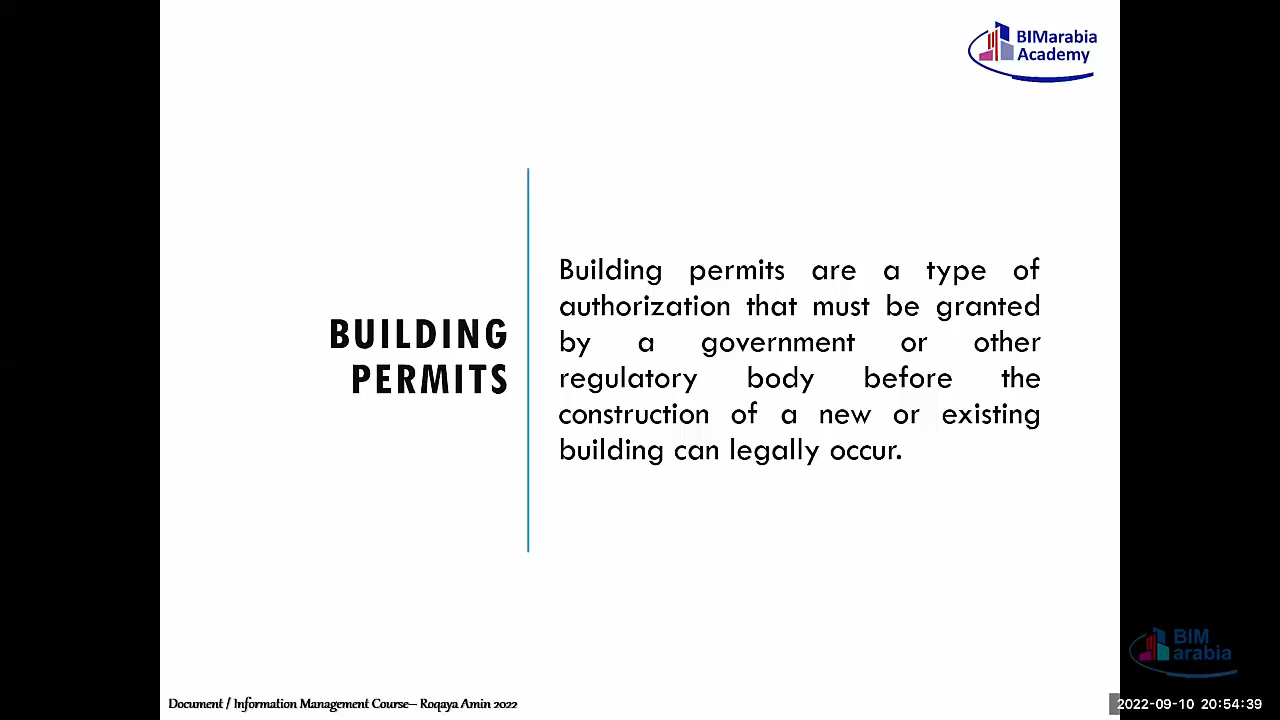 BIMarabia
Academy
BUILDING
PERMITS
Building permits are a type of
authorization that must be granted
by a government or other
regulatory body before the
construction of a new or existing
building can legally occur.
BIM
arabia
Document / Information Management Course– Roqaya Amin 2022
2022-09-10 20:54:39